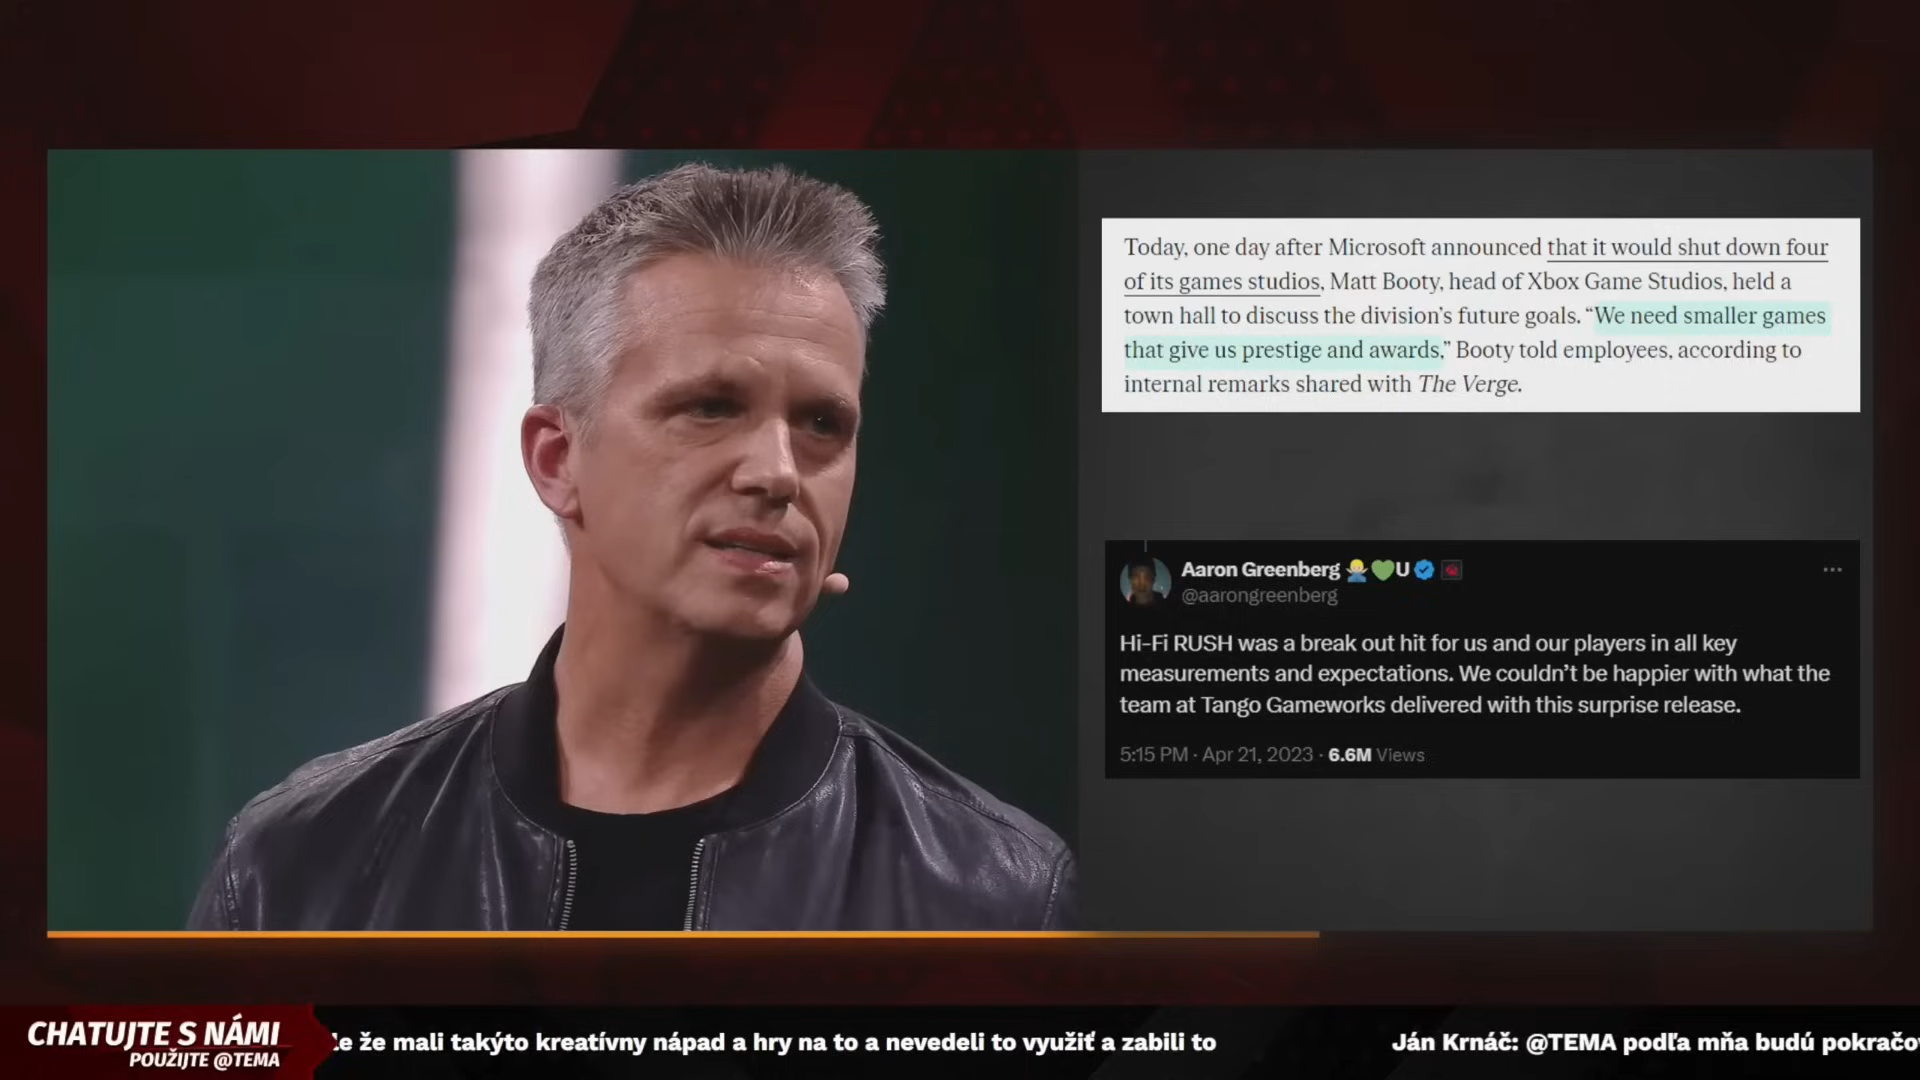 Today, one day after Microsoft announced that it would shut down four
of its games studios, Matt Booty, head of Xbox Game Studios, held a
town hall to discuss the division's future goals. “We need smaller games
that give us prestige and awards,” Booty told employees, according to
internal remarks shared with The Verge.
Aaron Greenberg 🙅🏼‍♂️💚U
@aarongreenberg
Hi-Fi RUSH was a break out hit for us and our players in all key
measurements and expectations. We couldn't be happier with what the
team at Tango Gameworks delivered with this surprise release.
5:15 PM · Apr 21, 2023 · 6.6M Views
CHATUJTE S NÁMI
POUŽIJTE @TEMA
že mali takýto kreatívny nápad a hry na to a nevedeli to využiť a zabili to
Ján Krnáč: @TEMA podľa mňa budú